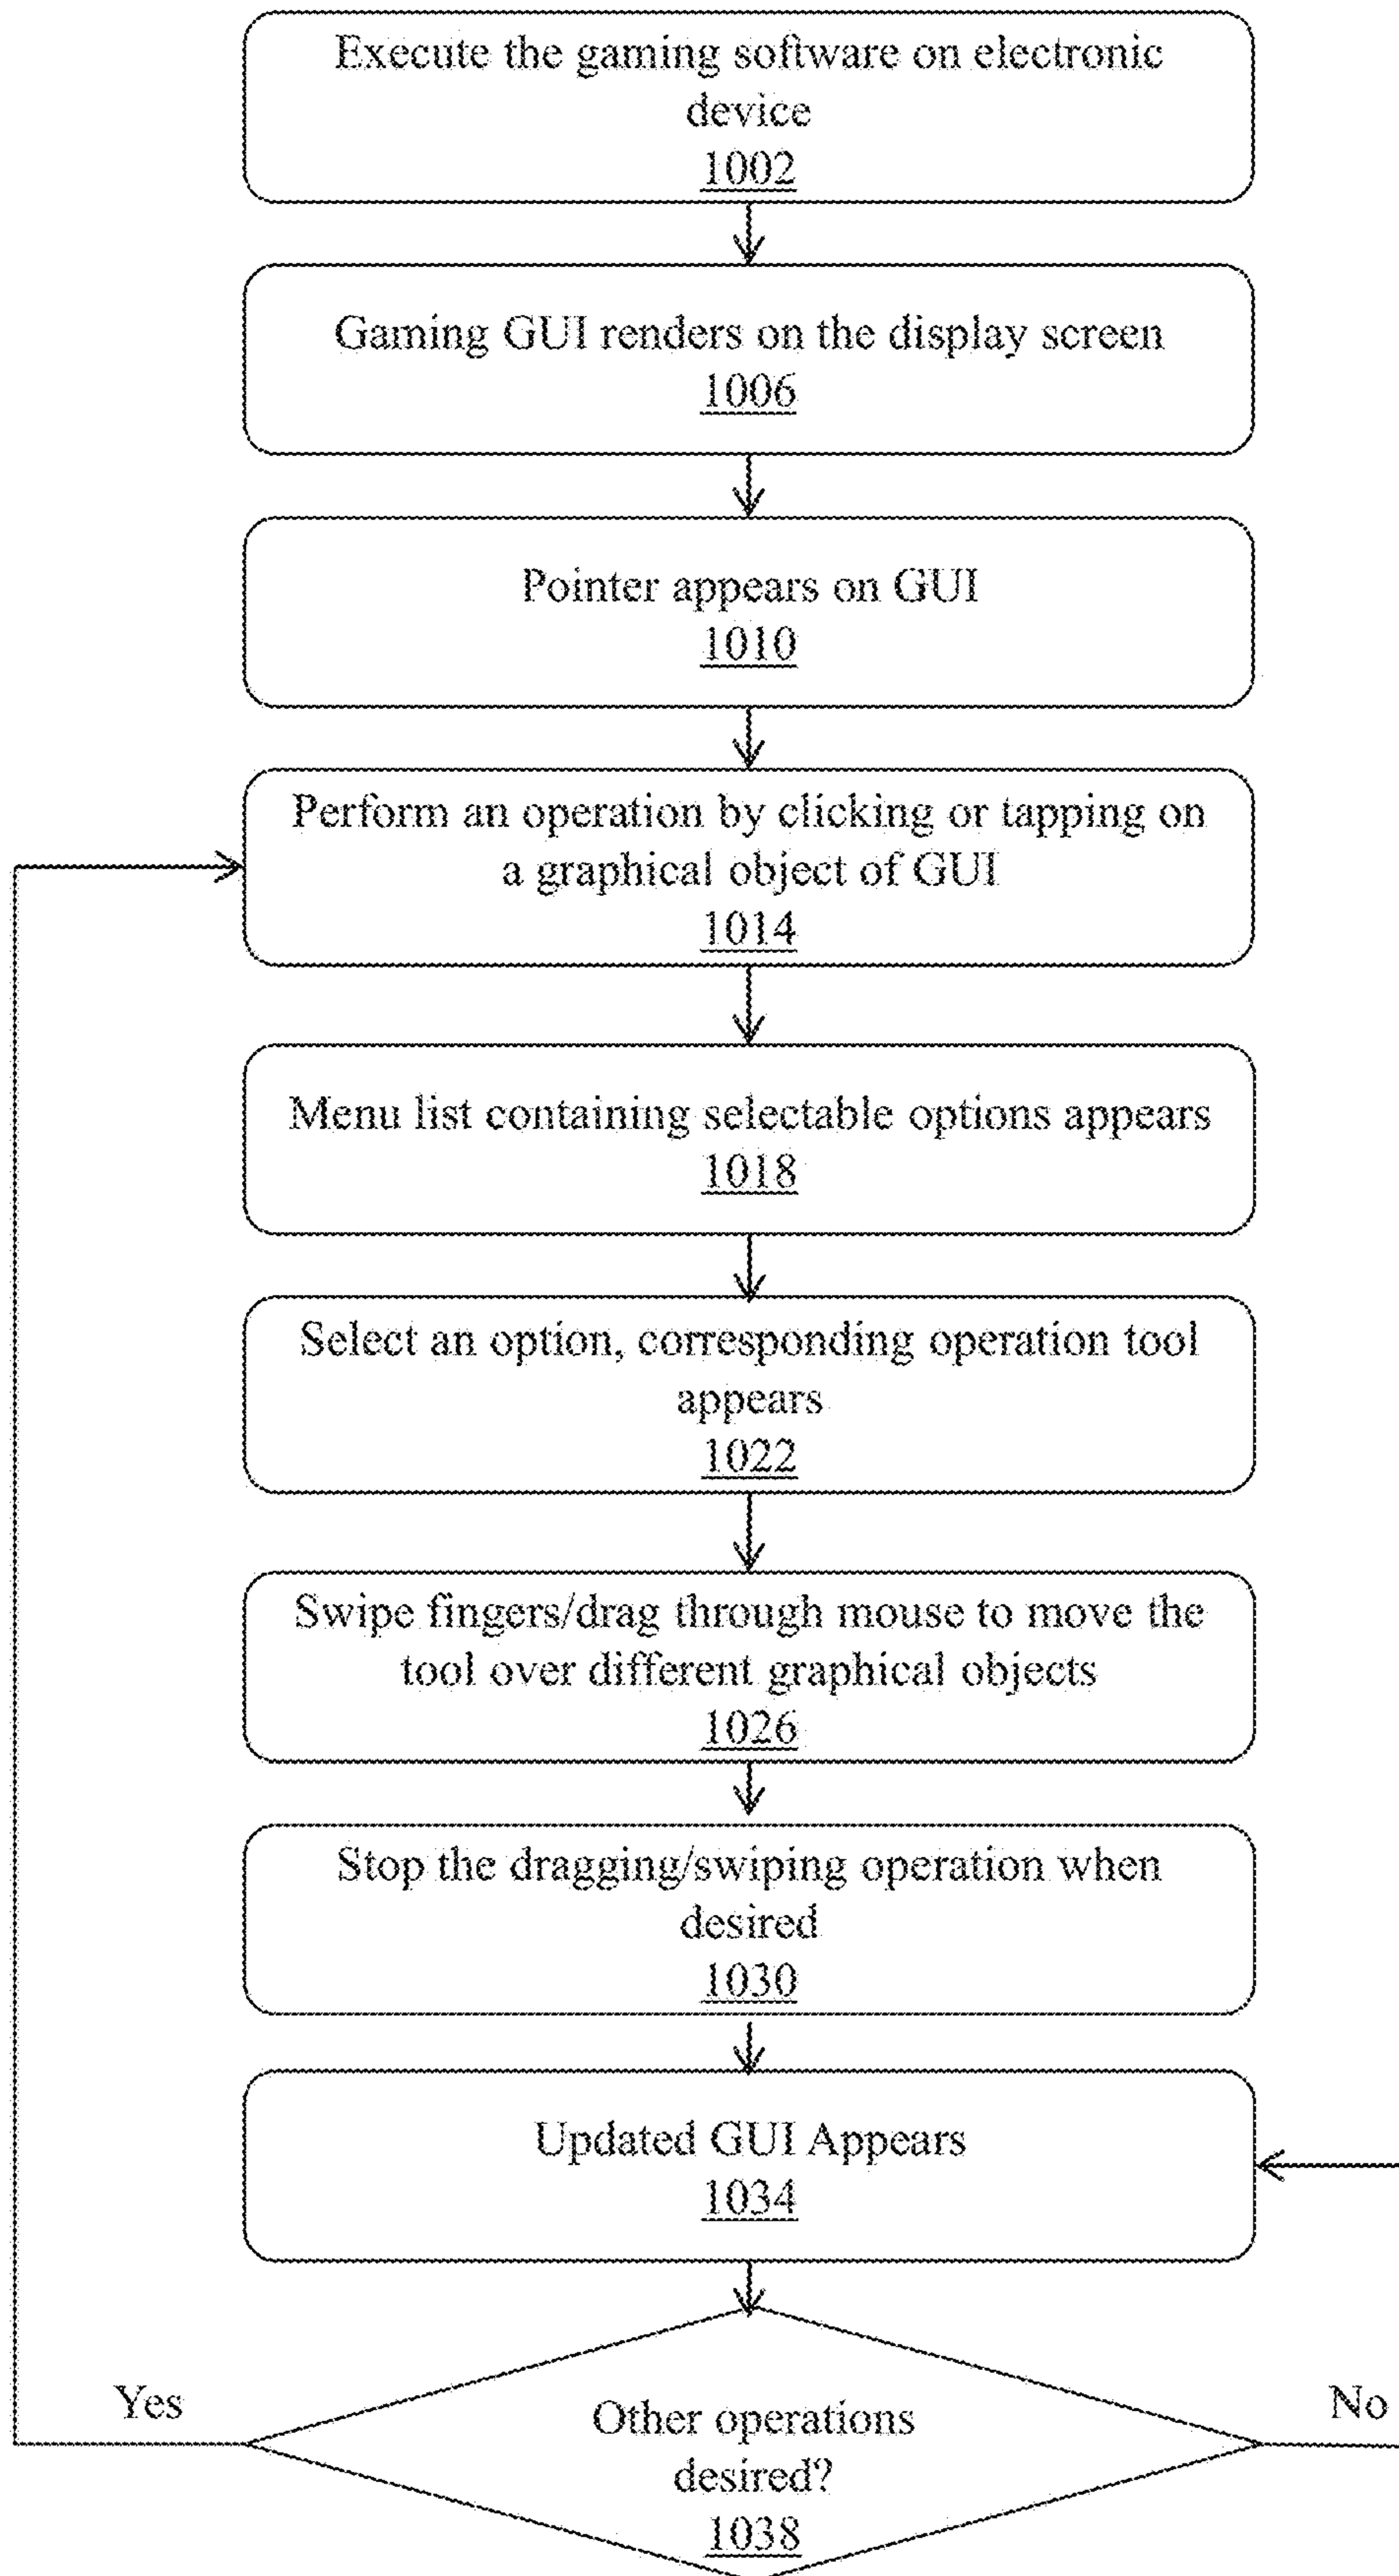 Execute the gaming software on electronic
device
1002
Gaming GUI renders on the display screen
1006
Pointer appears on GUI
1010
Perform an operation by clicking or tapping on
a graphical object of GUI
1014
Menu list containing selectable options appears
1018
Select an option, corresponding operation tool
appears
1022
Swipe fingers/drag through mouse to move the
tool over different graphical objects
1026
Stop the dragging/swiping operation when
desired
1030
Updated GUI Appears
1034
Yes
No
Other operations
desired?
1038